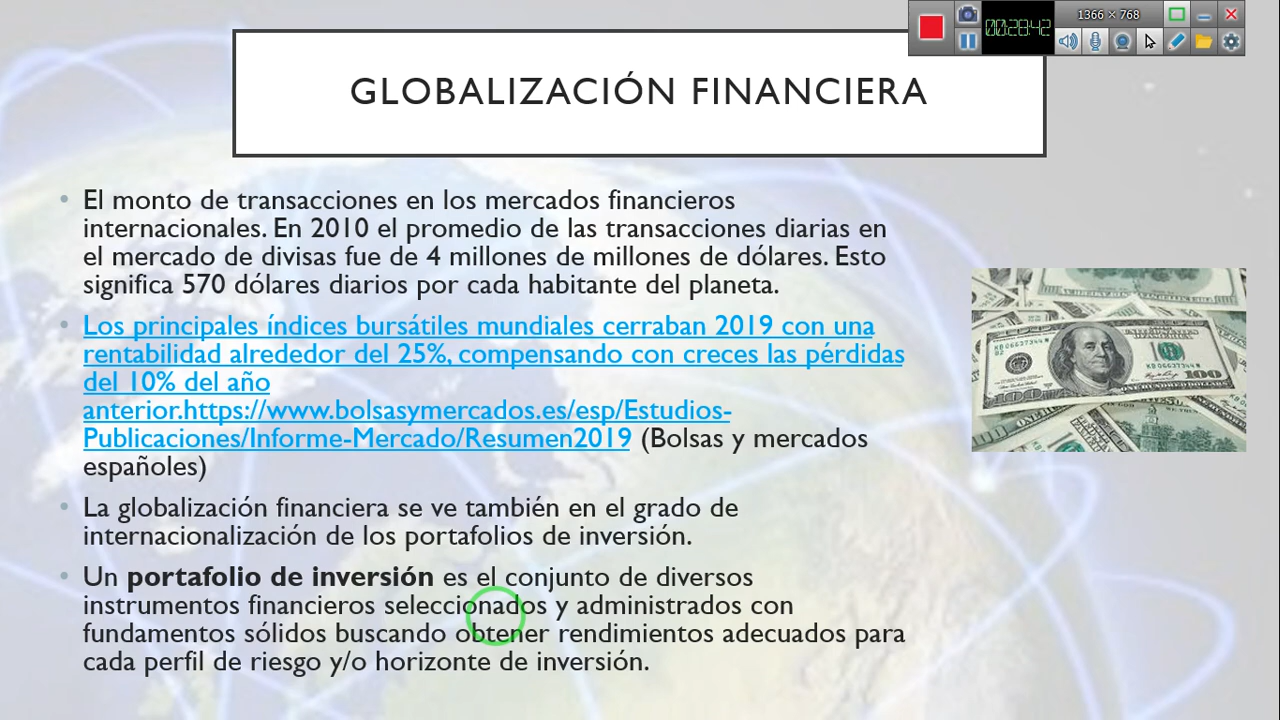 00:28:42
1366 × 768
GLOBALIZACIÓN FINANCIERA
• El monto de transacciones en los mercados financieros
internacionales. En 2010 el promedio de las transacciones diarias en
el mercado de divisas fue de 4 millones de millones de dólares. Esto
significa 570 dólares diarios por cada habitante del planeta.
• Los principales índices bursátiles mundiales cerraban 2019 con una
rentabilidad alrededor del 25%, compensando con creces las pérdidas
del 10% del año
anterior.https://www.bolsasymercados.es/esp/Estudios-
Publicaciones/Informe-Mercado/Resumen2019 (Bolsas y mercados
españoles)
• La globalización financiera se ve también en el grado de
internacionalización de los portafolios de inversión.
• Un portafolio de inversión es el conjunto de diversos
instrumentos financieros seleccionados y administrados con
fundamentos sólidos buscando obtener rendimientos adecuados para
cada perfil de riesgo y/o horizonte de inversión.
100